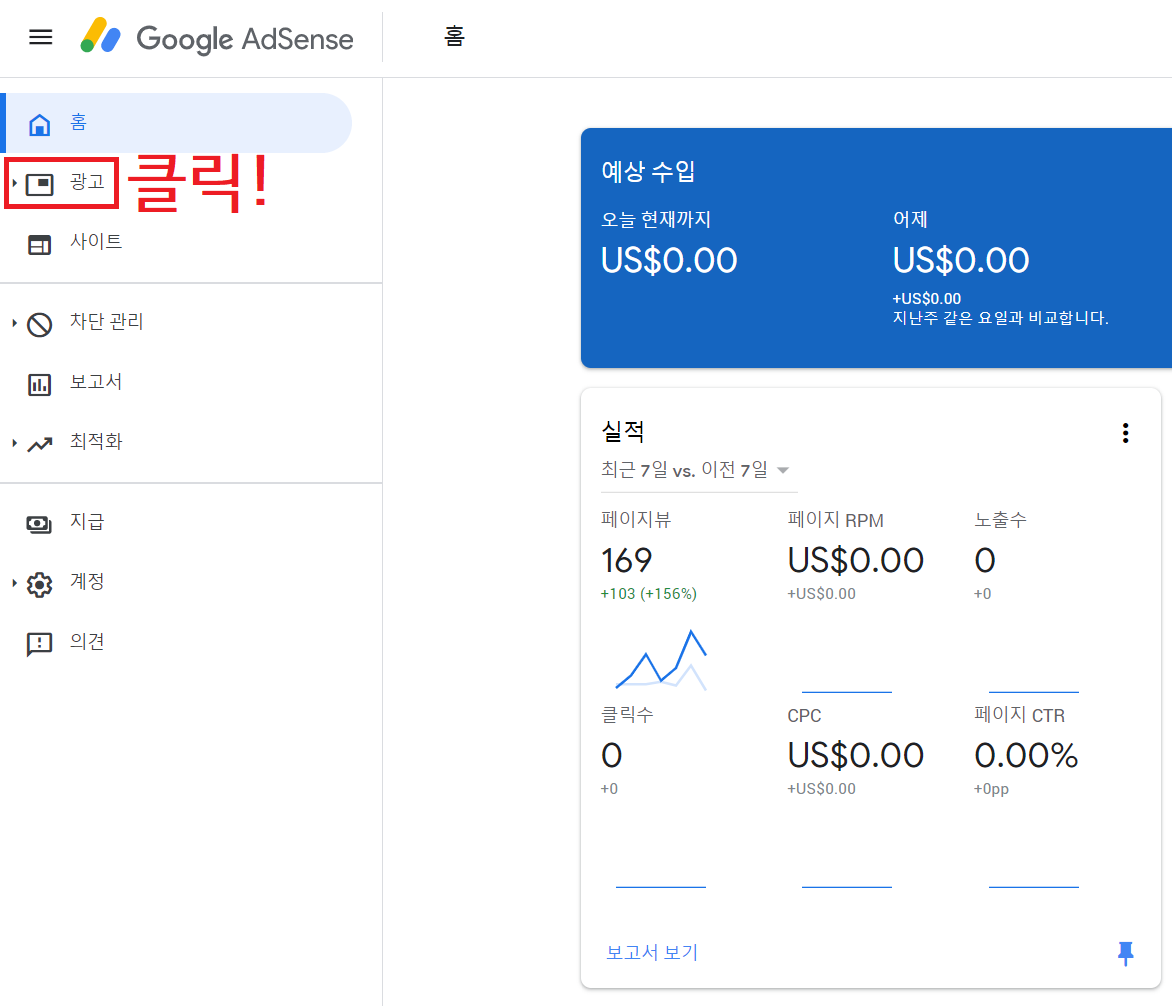 Google AdSense
홈
홈
광고
클릭!
사이트
차단 관리
보고서
최적화
지급
계정
의견
예상 수입
오늘 현재까지
US$0.00
어제
US$0.00
+US$0.00
지난주 같은 요일과 비교합니다.
실적
최근 7일 vs. 이전 7일
페이지뷰
169
+103 (+156%)
페이지 RPM
US$0.00
+US$0.00
노출수
0
+0
클릭수
0
+0
CPC
US$0.00
+US$0.00
페이지 CTR
0.00%
+0pp
보고서 보기